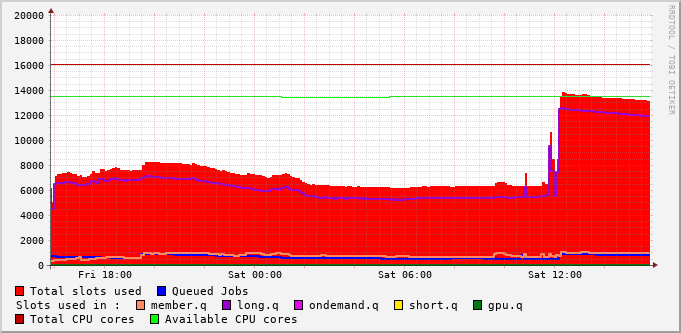 20000
18000
16000
14000
12000
10000
8000
6000
4000
2000
0
Fri 18:00 Sat 00:00 Sat 06:00 Sat 12:00
RRDTOOL / TOBI OETIKER
Total slots used Queued Jobs
Slots used in : member.q long.q ondemand.q short.q gpu.q
Total CPU cores Available CPU cores